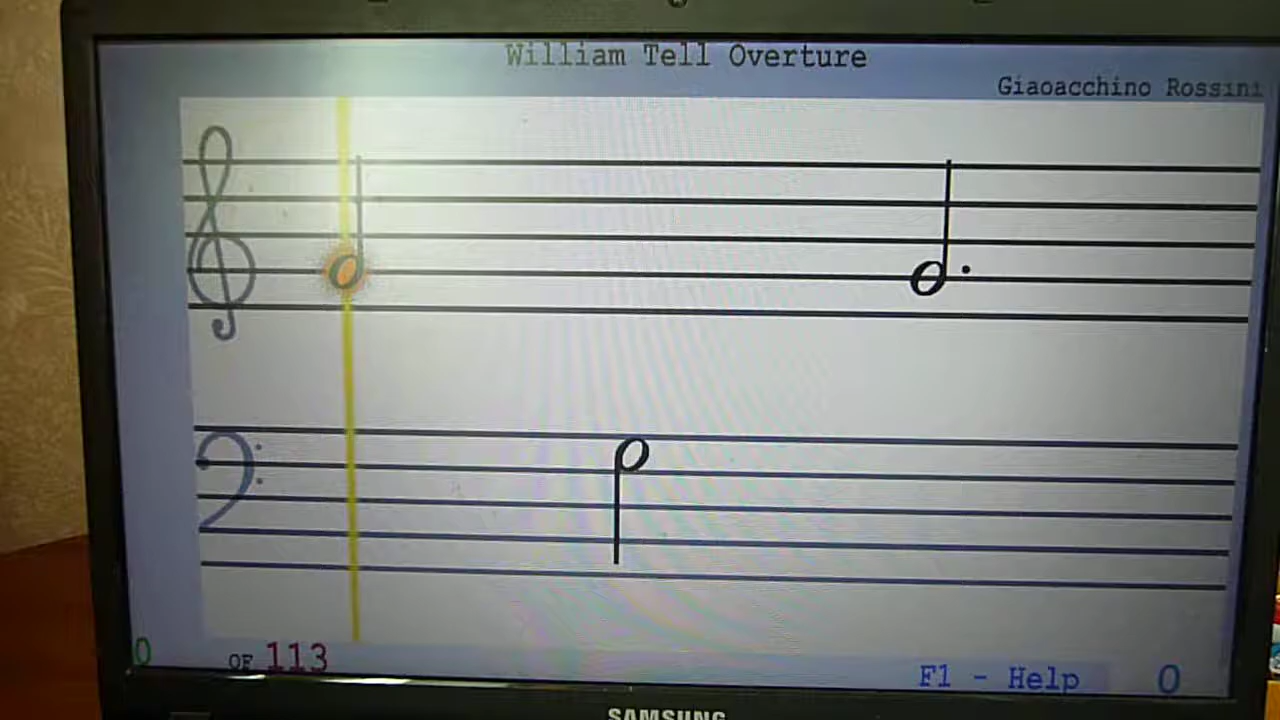 William Tell Overture
Giaoacchino Rossini
0 OF 113
F1 - Help 0
SAMSUNG